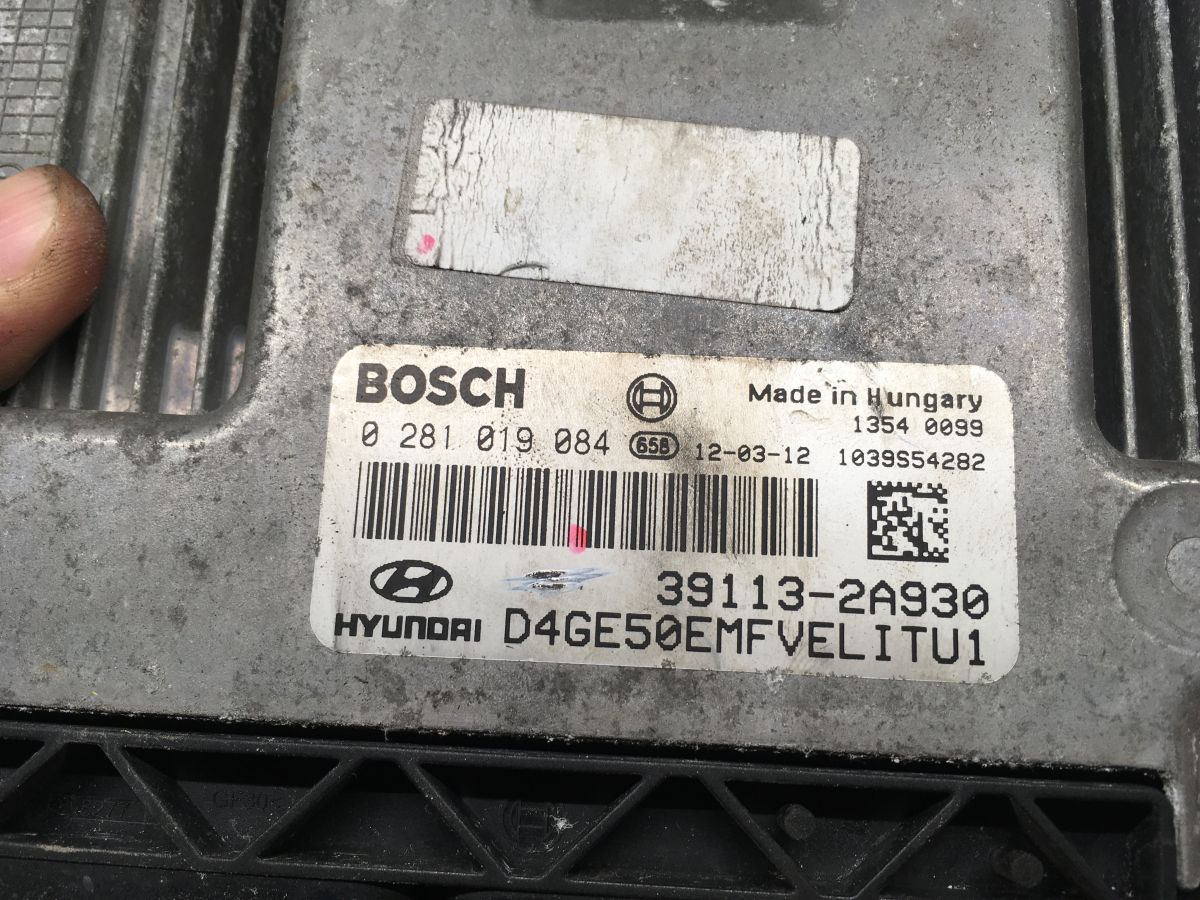 BOSCH
Made in Hungary
1354 0099
0 281 019 084 658 12-03-12 1039S54282
39113-2A930
HYUNDAI D4GE50EMFVELITU1